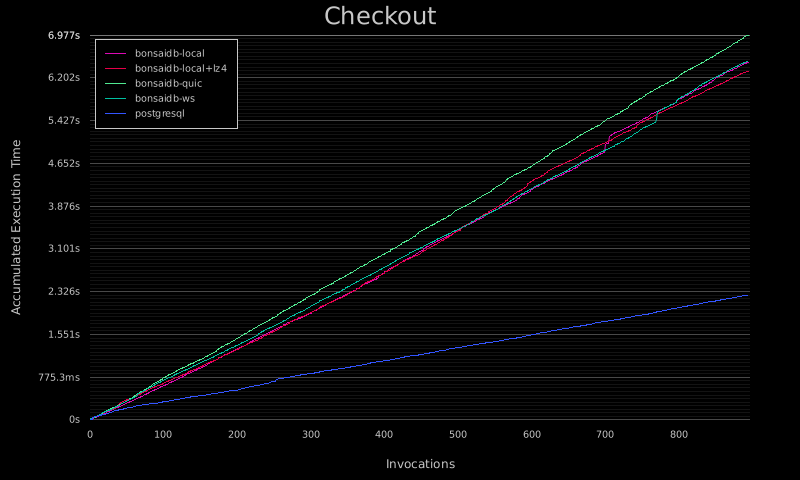 Checkout
6.977s
6.202s
5.427s
4.652s
3.876s
3.101s
2.326s
1.551s
775.3ms
0s
bonsaidb-local
bonsaidb-local+lz4
bonsaidb-quic
bonsaidb-ws
postgresql
Accumulated Execution Time
0 100 200 300 400 500 600 700 800
Invocations